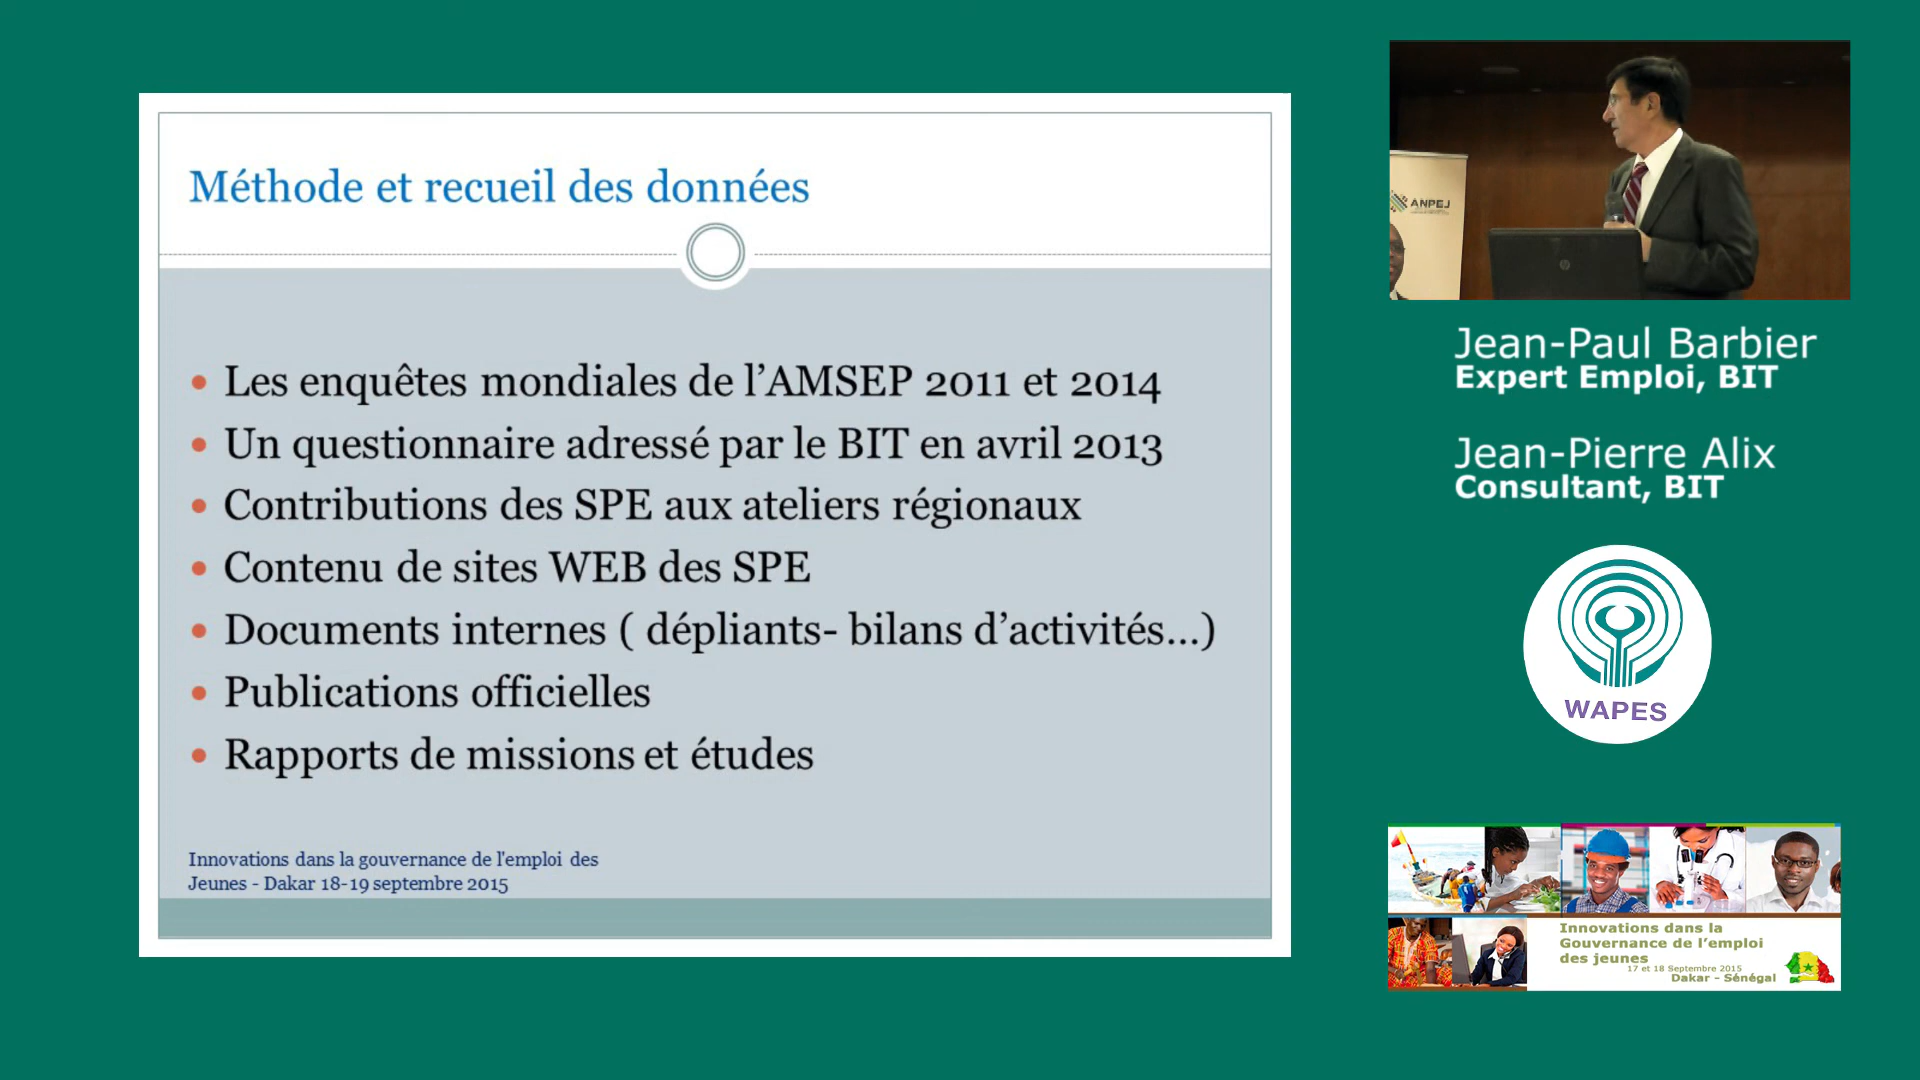 Méthode et recueil des données
• Les enquêtes mondiales de l’AMSEP 2011 et 2014
• Un questionnaire adressé par le BIT en avril 2013
• Contributions des SPE aux ateliers régionaux
• Contenu de sites WEB des SPE
• Documents internes ( dépliants- bilans d’activités...)
• Publications officielles
• Rapports de missions et études
Innovations dans la gouvernance de l'emploi des
Jeunes - Dakar 18-19 septembre 2015
ANPEJ
Jean-Paul Barbier
Expert Emploi, BIT
Jean-Pierre Alix
Consultant, BIT
WAPES
Innovations dans la
Gouvernance de l’emploi
des jeunes
17 et 18 Septembre 2015
Dakar - Sénégal